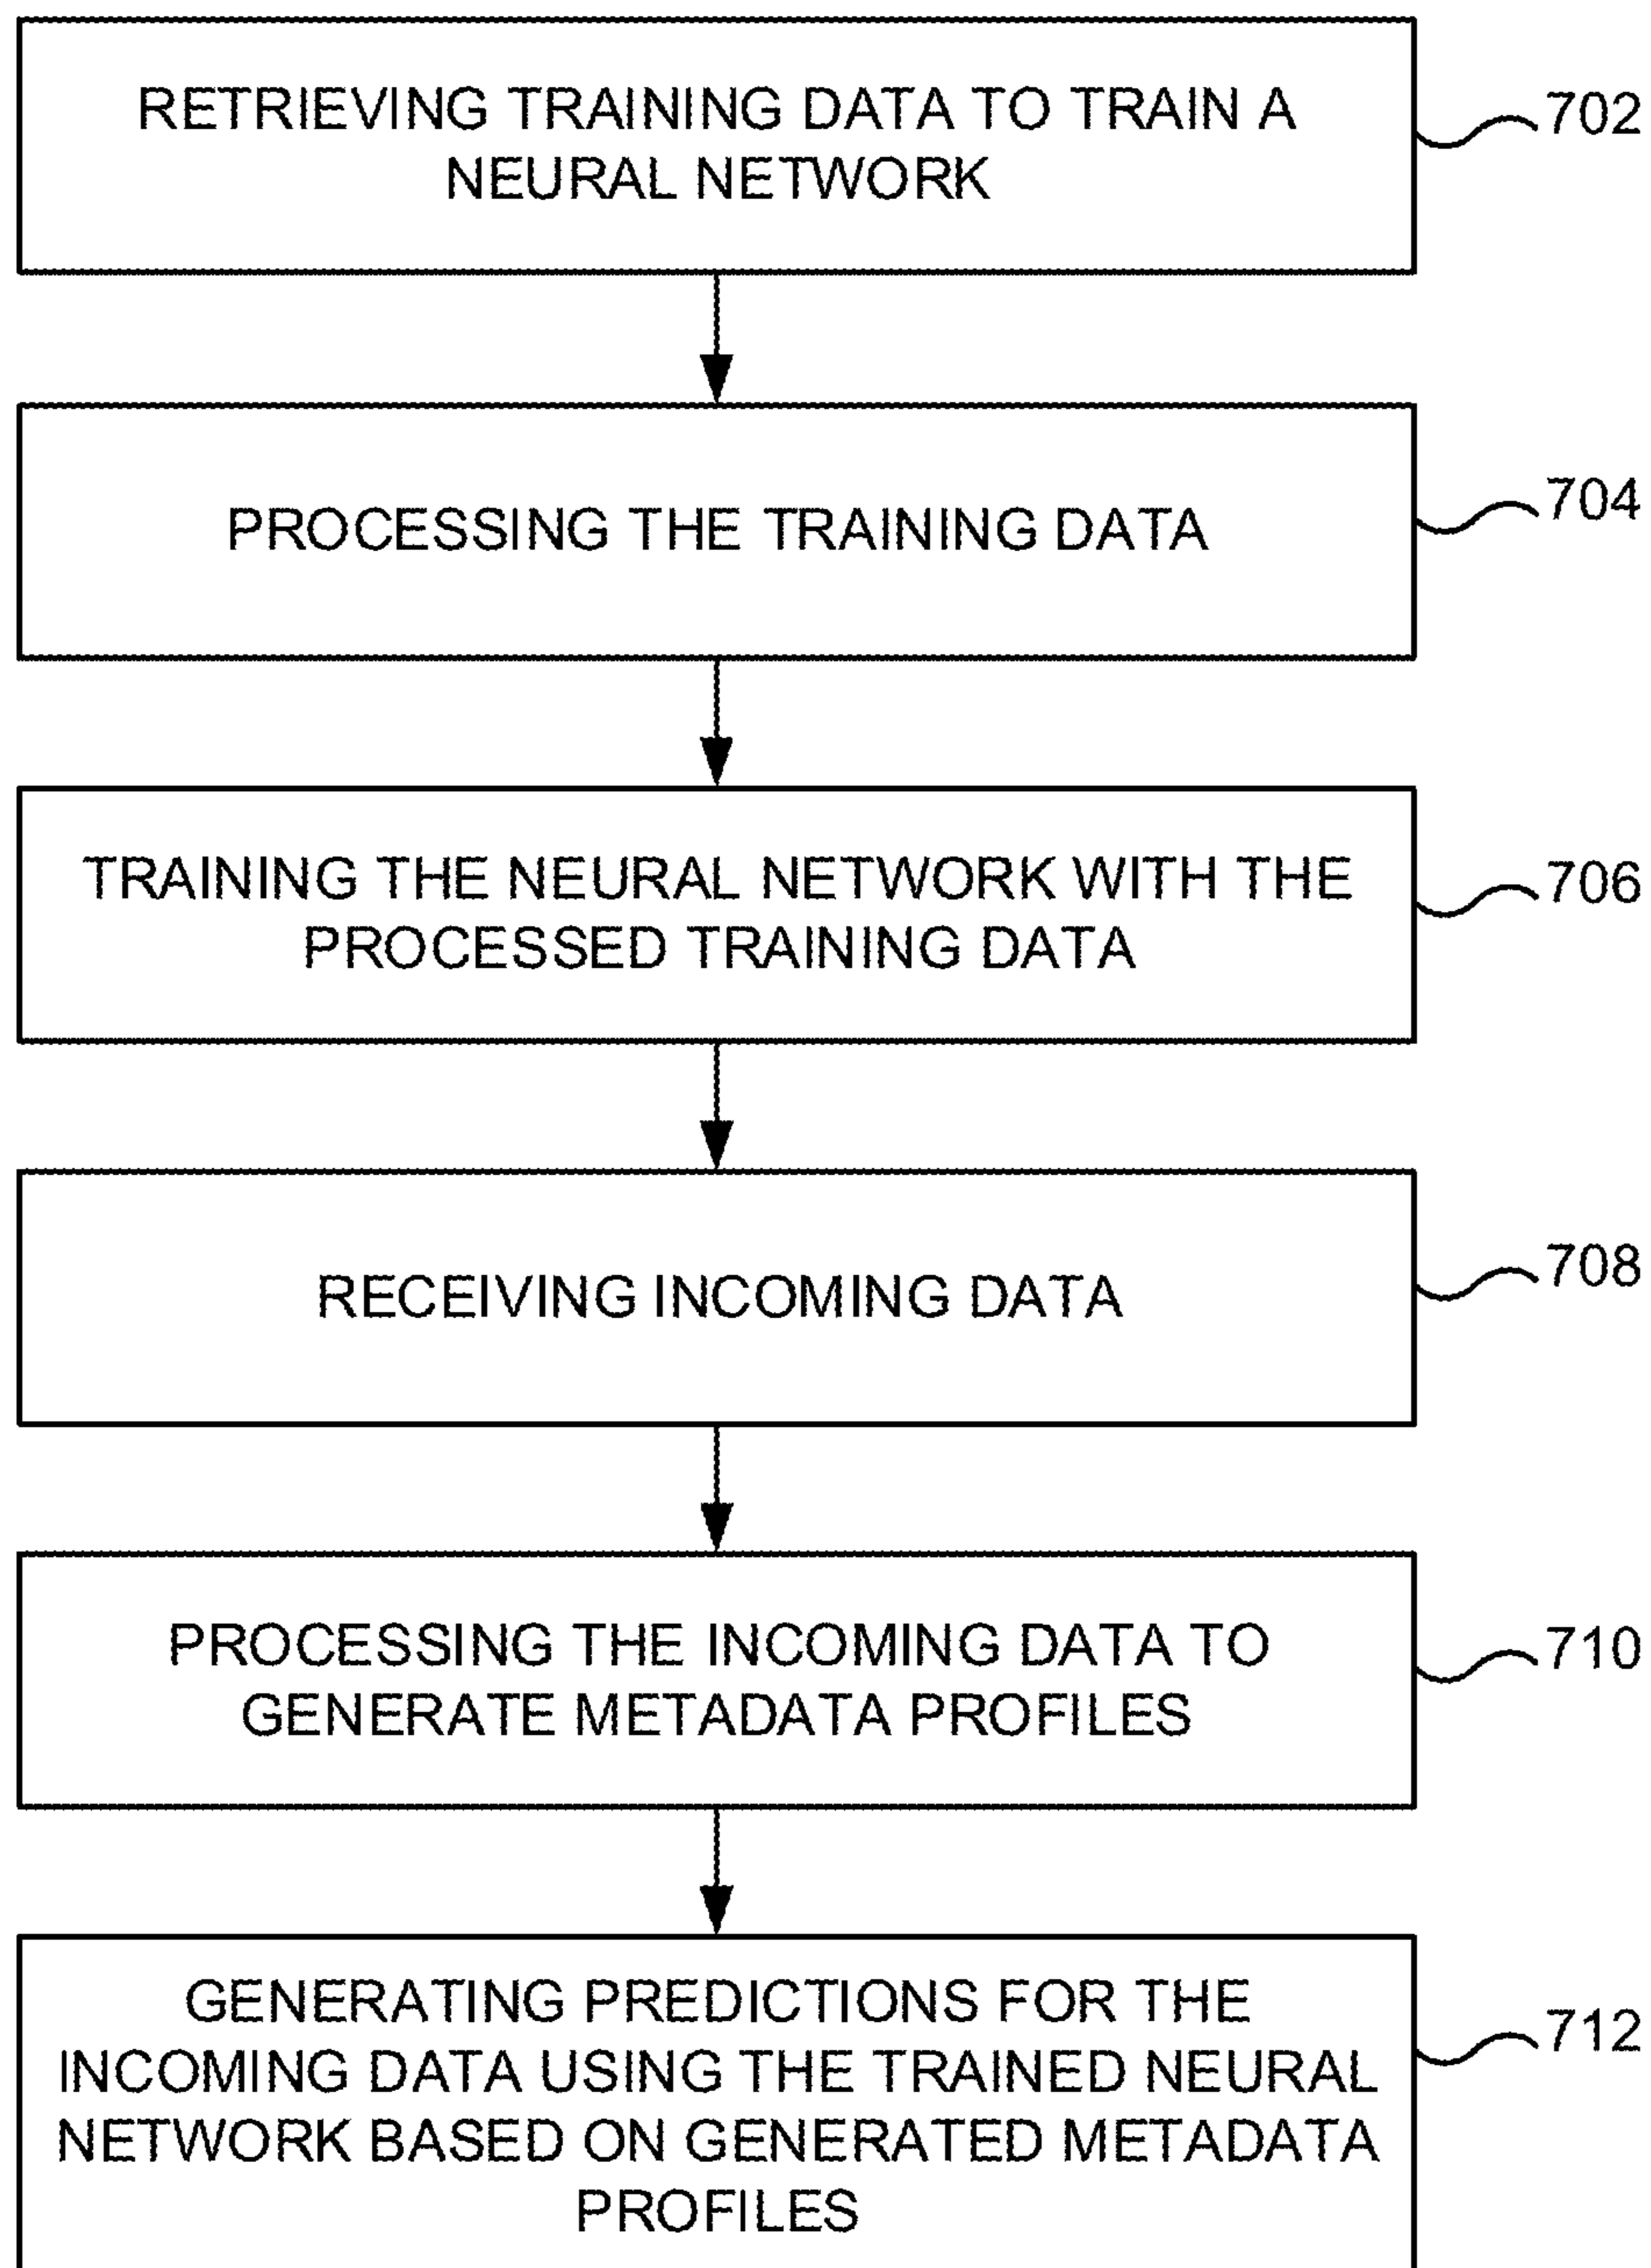 RETRIEVING TRAINING DATA TO TRAIN A
NEURAL NETWORK
702
PROCESSING THE TRAINING DATA
704
TRAINING THE NEURAL NETWORK WITH THE
PROCESSED TRAINING DATA
706
RECEIVING INCOMING DATA
708
PROCESSING THE INCOMING DATA TO
GENERATE METADATA PROFILES
710
GENERATING PREDICTIONS FOR THE
INCOMING DATA USING THE TRAINED NEURAL
NETWORK BASED ON GENERATED METADATA
PROFILES
712